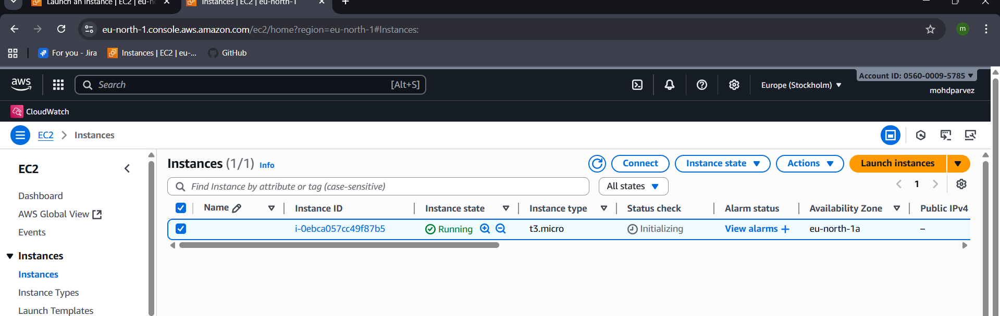 Launch an instance | EC2 | eu-n
Instances | EC2 | eu-north-1
eu-north-1.console.aws.amazon.com/ec2/home?region=eu-north-1#Instances:
m
For you - Jira
Instances | EC2 | eu-...
GitHub
aws
Search
[Alt+S]
Europe (Stockholm)
Account ID: 0560-0009-5785
mohdparvez
CloudWatch
EC2
Instances
EC2
Dashboard
AWS Global View
Events
Instances
Instances
Instance Types
Launch Templates
Instances (1/1) Info
Connect
Instance state
Actions
Launch instances
Find Instance by attribute or tag (case-sensitive)
All states
1
Name Instance ID Instance state Instance type Status check Alarm status Availability Zone Public IPv4
i-0ebca057cc49f87b5 Running t3.micro Initializing View alarms + eu-north-1a –